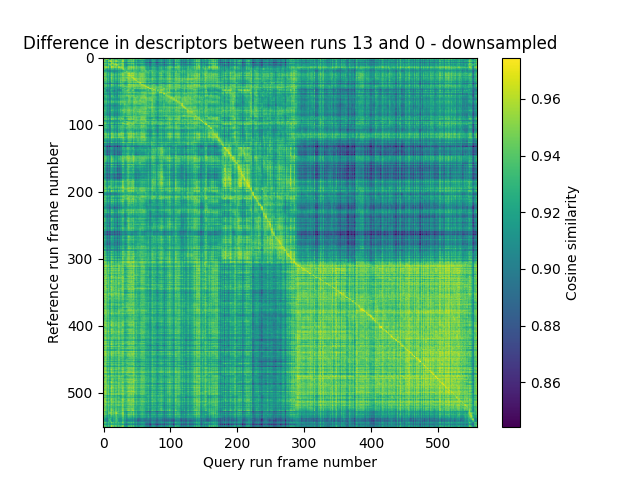 Difference in descriptors between runs 13 and 0 - downsampled
0
100
200
300
400
500
Reference run frame number
0 100 200 300 400 500
Query run frame number
0.96
0.94
0.92
0.90
0.88
0.86
Cosine similarity